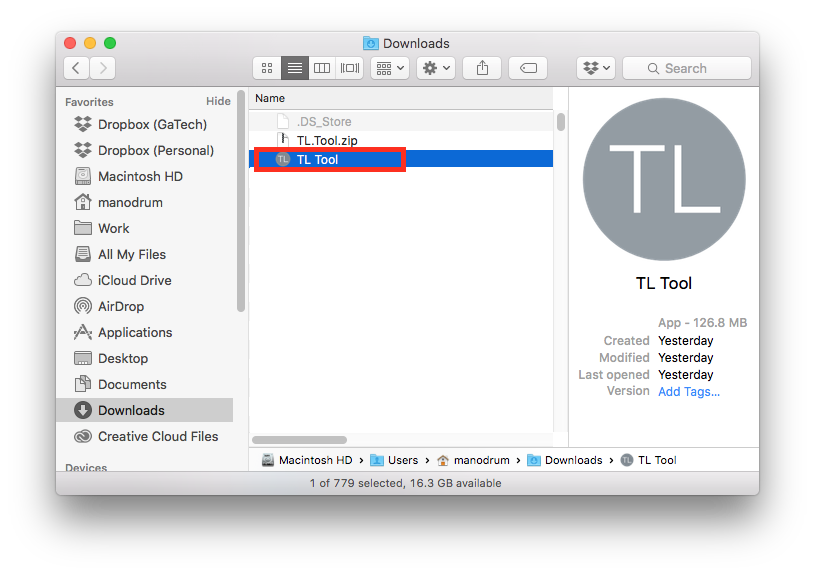 Downloads
Search
Favorites
Hide
Dropbox (GaTech)
Dropbox (Personal)
Macintosh HD
manodrum
Work
All My Files
iCloud Drive
AirDrop
Applications
Desktop
Documents
Downloads
Creative Cloud Files
Devices
Name
.DS_Store
TL.Tool.zip
TL TL Tool
TL
TL Tool
App - 126.8 MB
Created Yesterday
Modified Yesterday
Last opened Yesterday
Version Add Tags...
Macintosh HD › Users › manodrum › Downloads › TL TL Tool
1 of 779 selected, 16.3 GB available